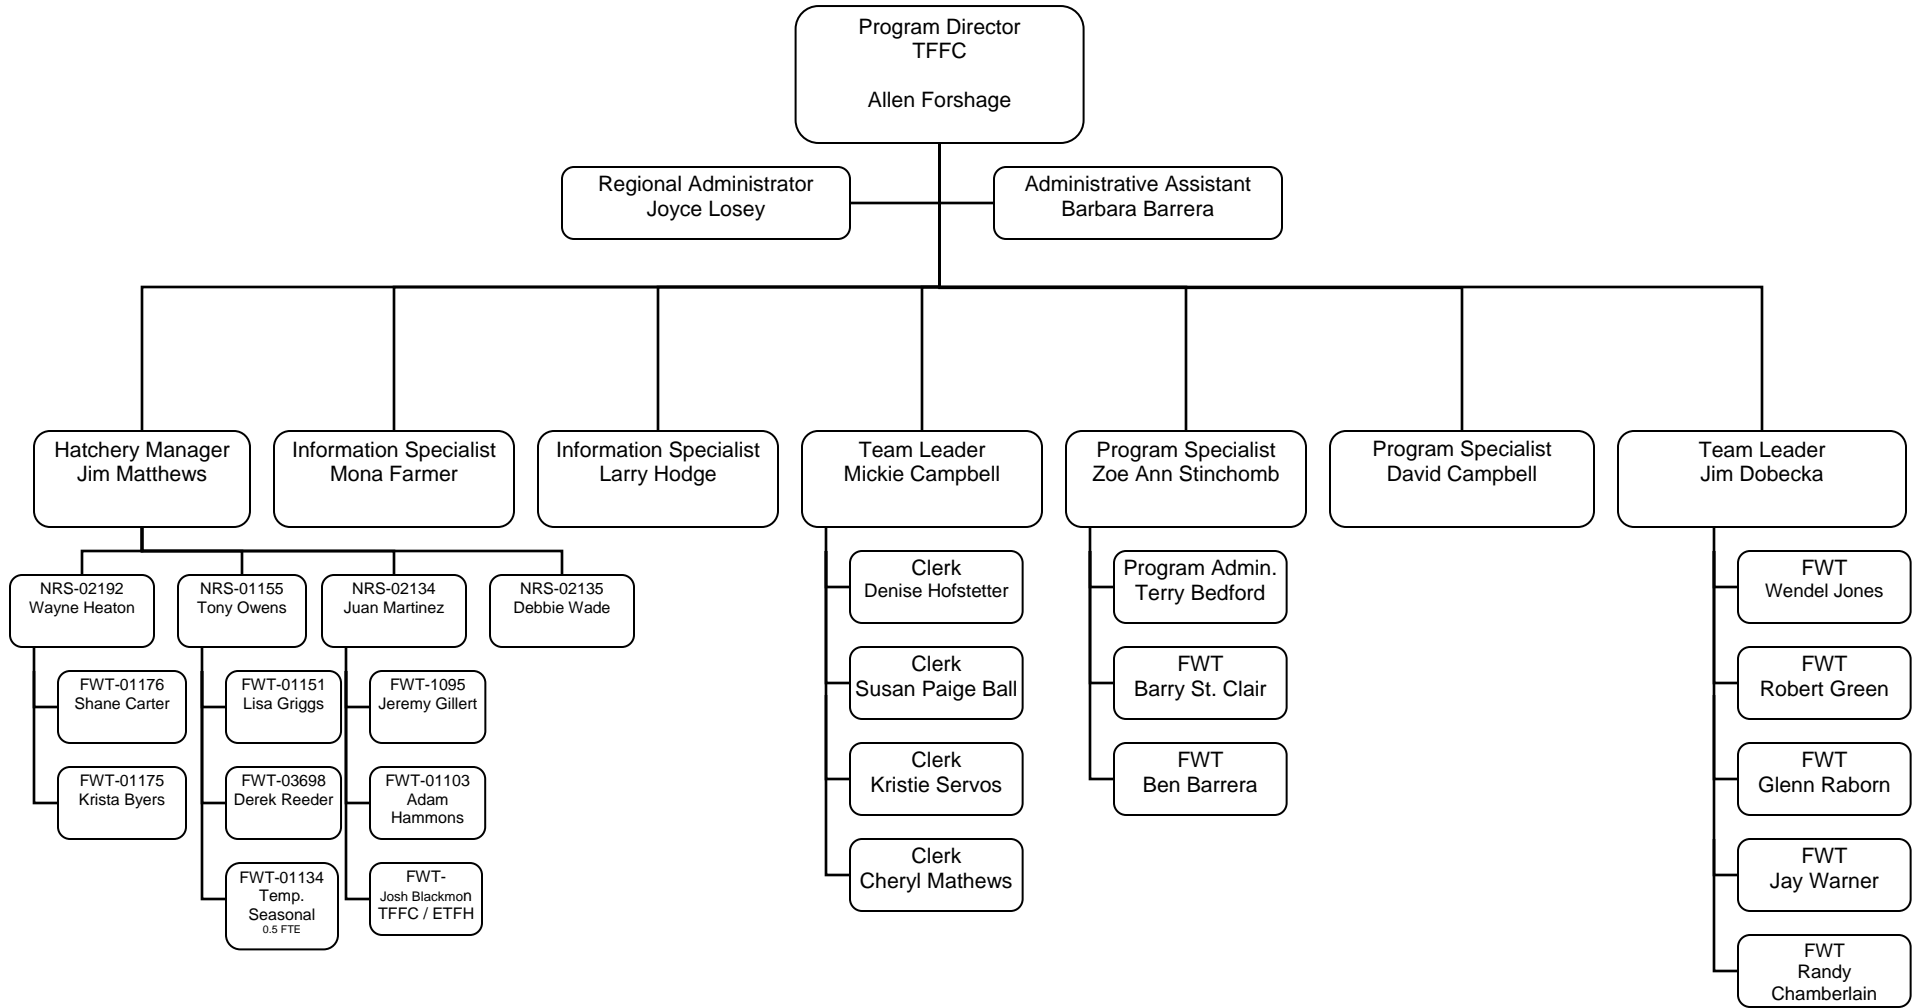 Program Director
TFFC
Allen Forshage
Regional Administrator
Joyce Losey
Administrative Assistant
Barbara Barrera
Hatchery Manager
Jim Matthews
Information Specialist
Mona Farmer
Information Specialist
Larry Hodge
Team Leader
Mickie Campbell
Program Specialist
Zoe Ann Stinchomb
Program Specialist
David Campbell
Team Leader
Jim Dobecka
NRS-02192
Wayne Heaton
NRS-01155
Tony Owens
NRS-02134
Juan Martinez
NRS-02135
Debbie Wade
FWT-01176
Shane Carter
FWT-01175
Krista Byers
FWT-01151
Lisa Griggs
FWT-03698
Derek Reeder
FWT-01134
Temp.
Seasonal
0.5 FTE
FWT-1095
Jeremy Gillert
FWT-01103
Adam
Hammons
FWT-
Josh Blackmon
TFFC / ETFH
Clerk
Denise Hofstetter
Clerk
Susan Paige Ball
Clerk
Kristie Servos
Clerk
Cheryl Mathews
Program Admin.
Terry Bedford
FWT
Barry St. Clair
FWT
Ben Barrera
FWT
Wendel Jones
FWT
Robert Green
FWT
Glenn Raborn
FWT
Jay Warner
FWT
Randy
Chamberlain